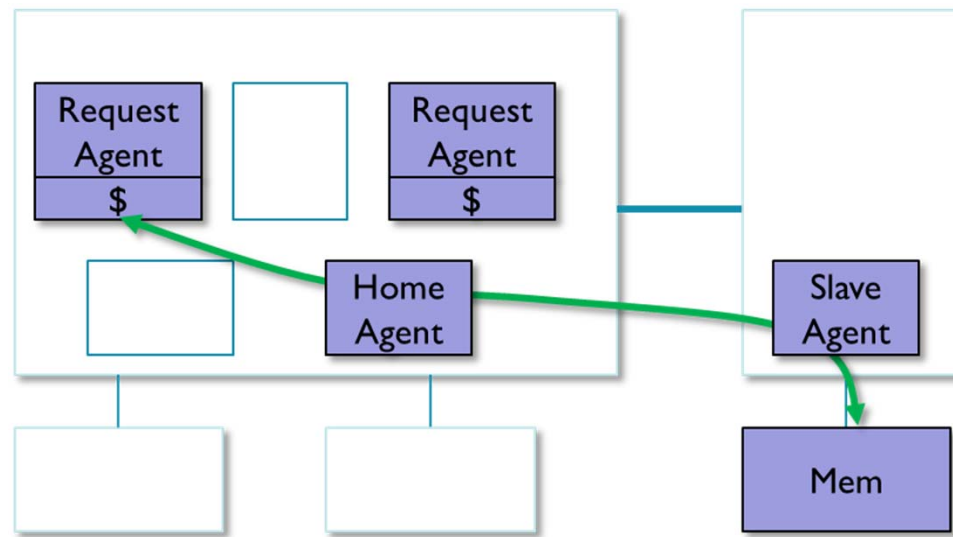 Request
Agent
$
Request
Agent
$
Home
Agent
Slave
Agent
Mem